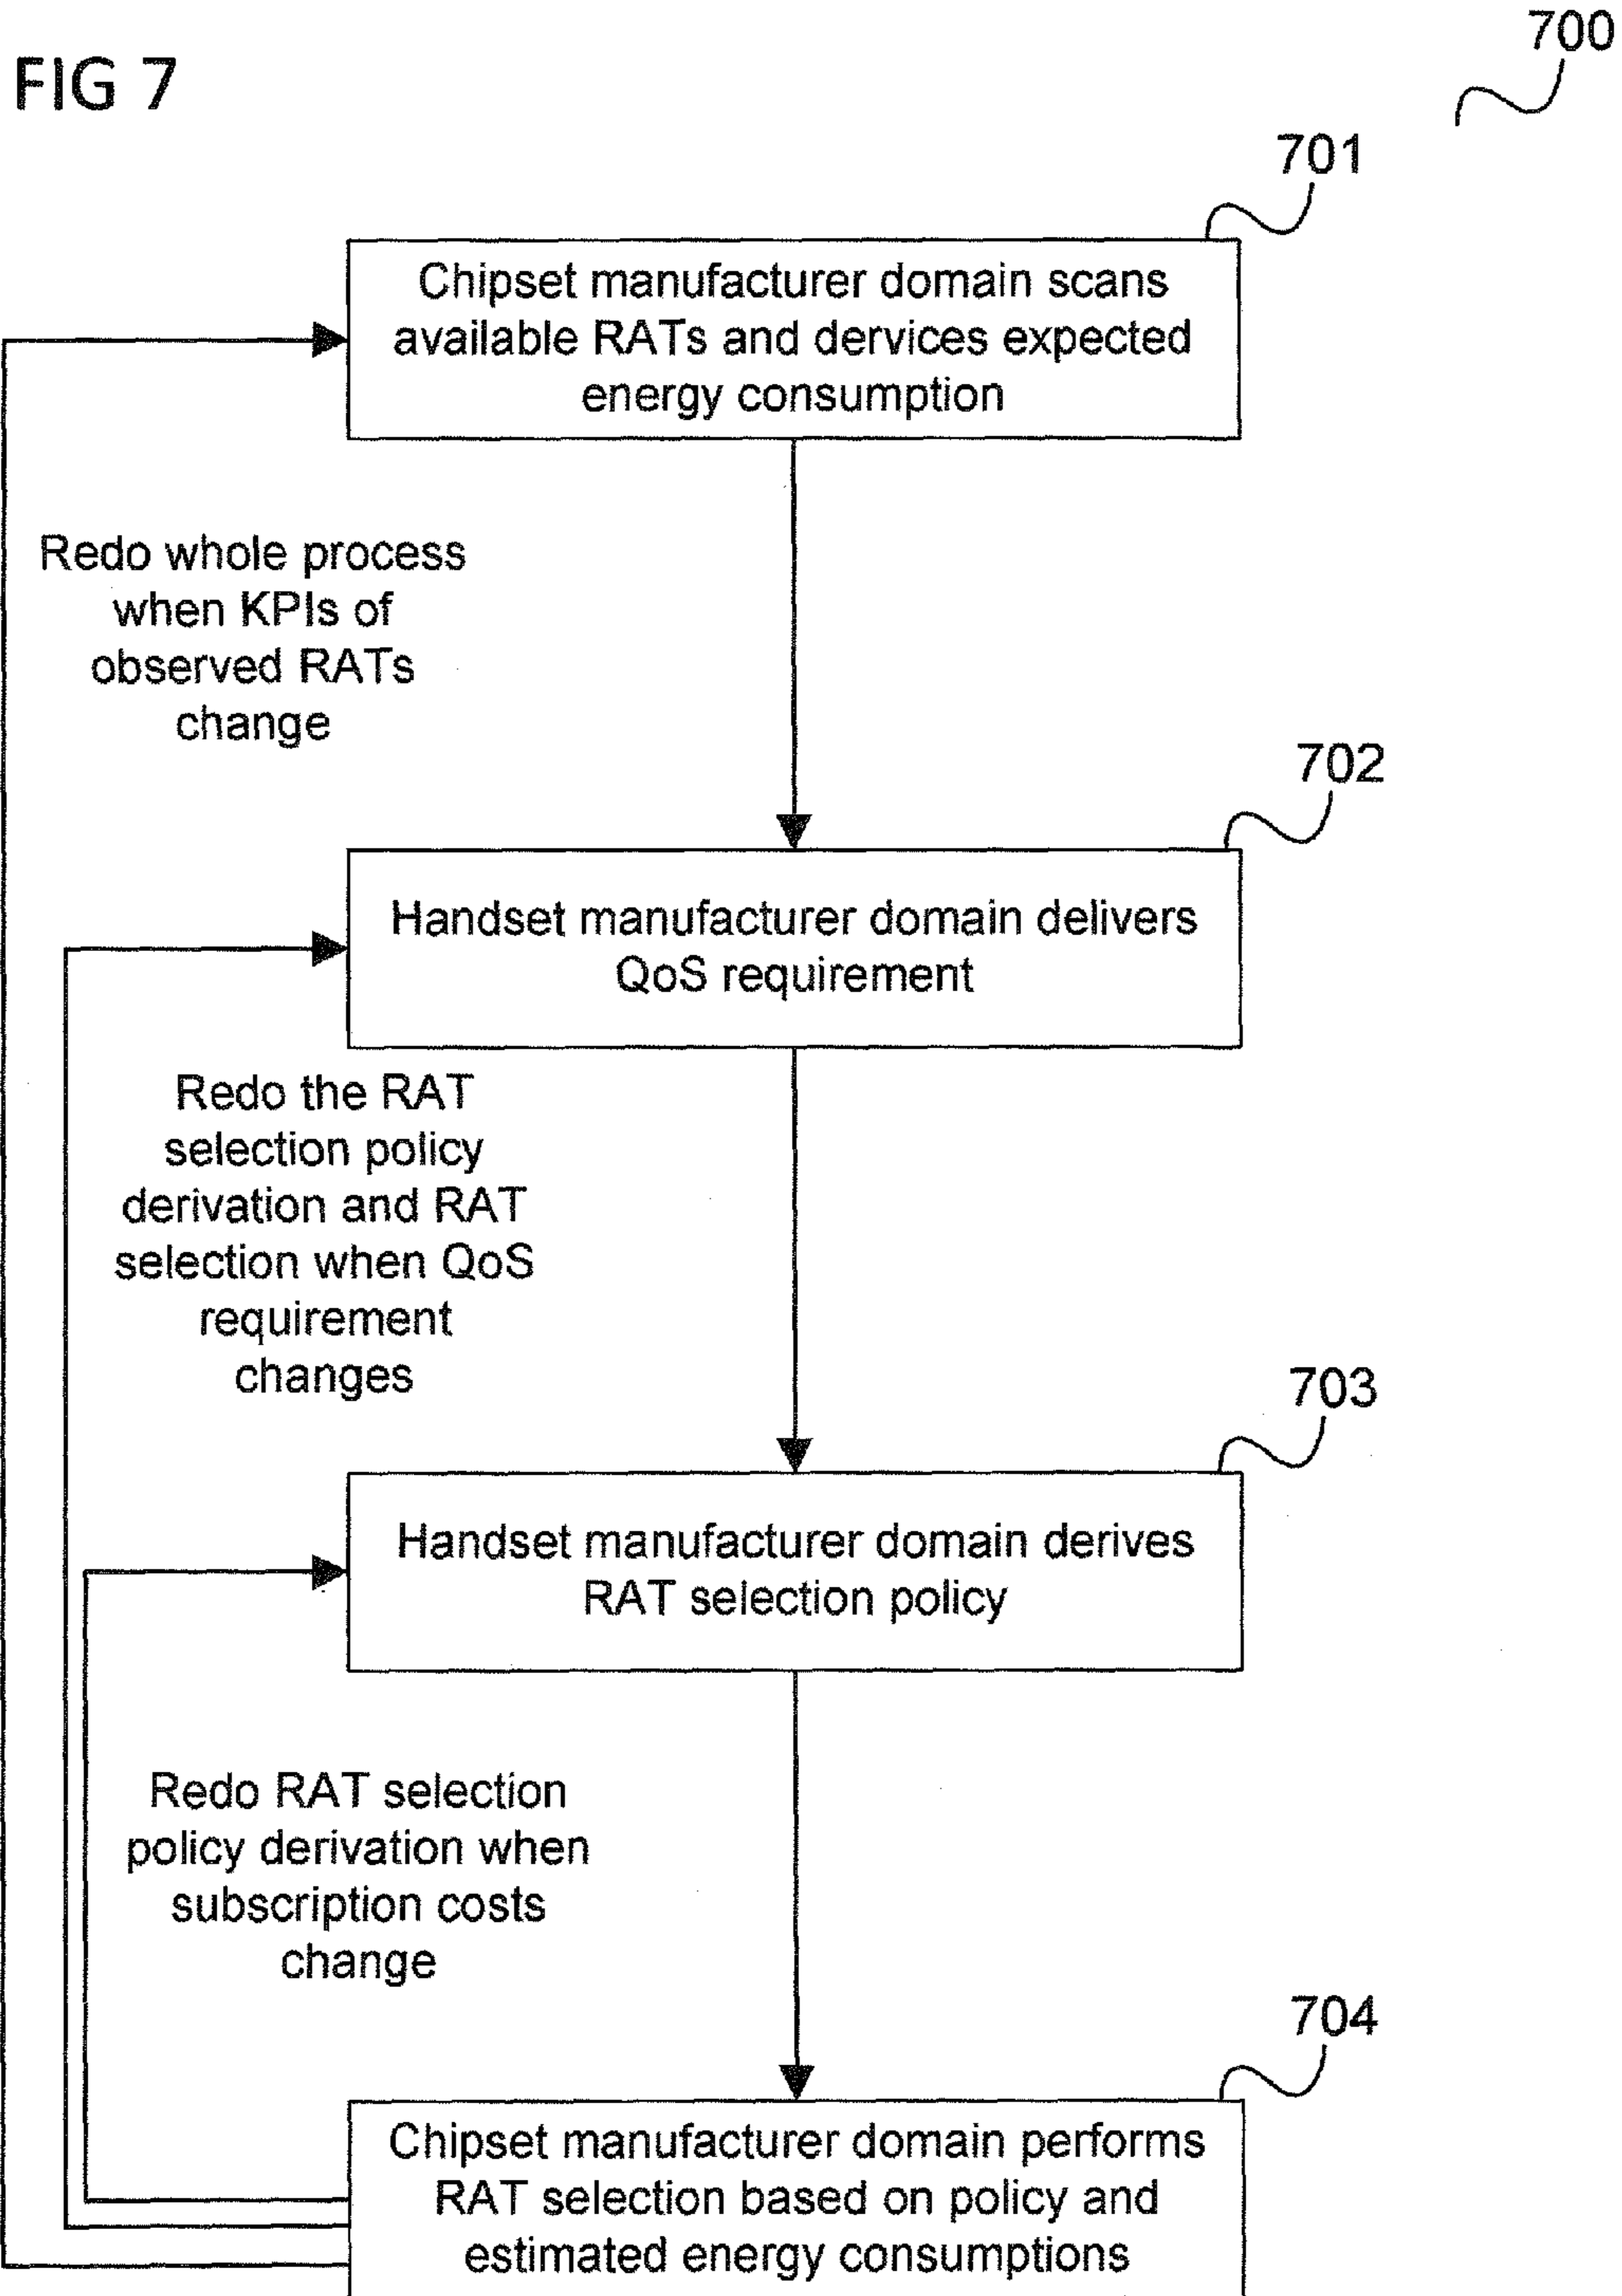 FIG 7
700
701
Chipset manufacturer domain scans
available RATs and dervices expected
energy consumption
Redo whole process
when KPIs of
observed RATs
change
702
Handset manufacturer domain delivers
QoS requirement
Redo the RAT
selection policy
derivation and RAT
selection when QoS
requirement
changes
703
Handset manufacturer domain derives
RAT selection policy
Redo RAT selection
policy derivation when
subscription costs
change
704
Chipset manufacturer domain performs
RAT selection based on policy and
estimated energy consumptions